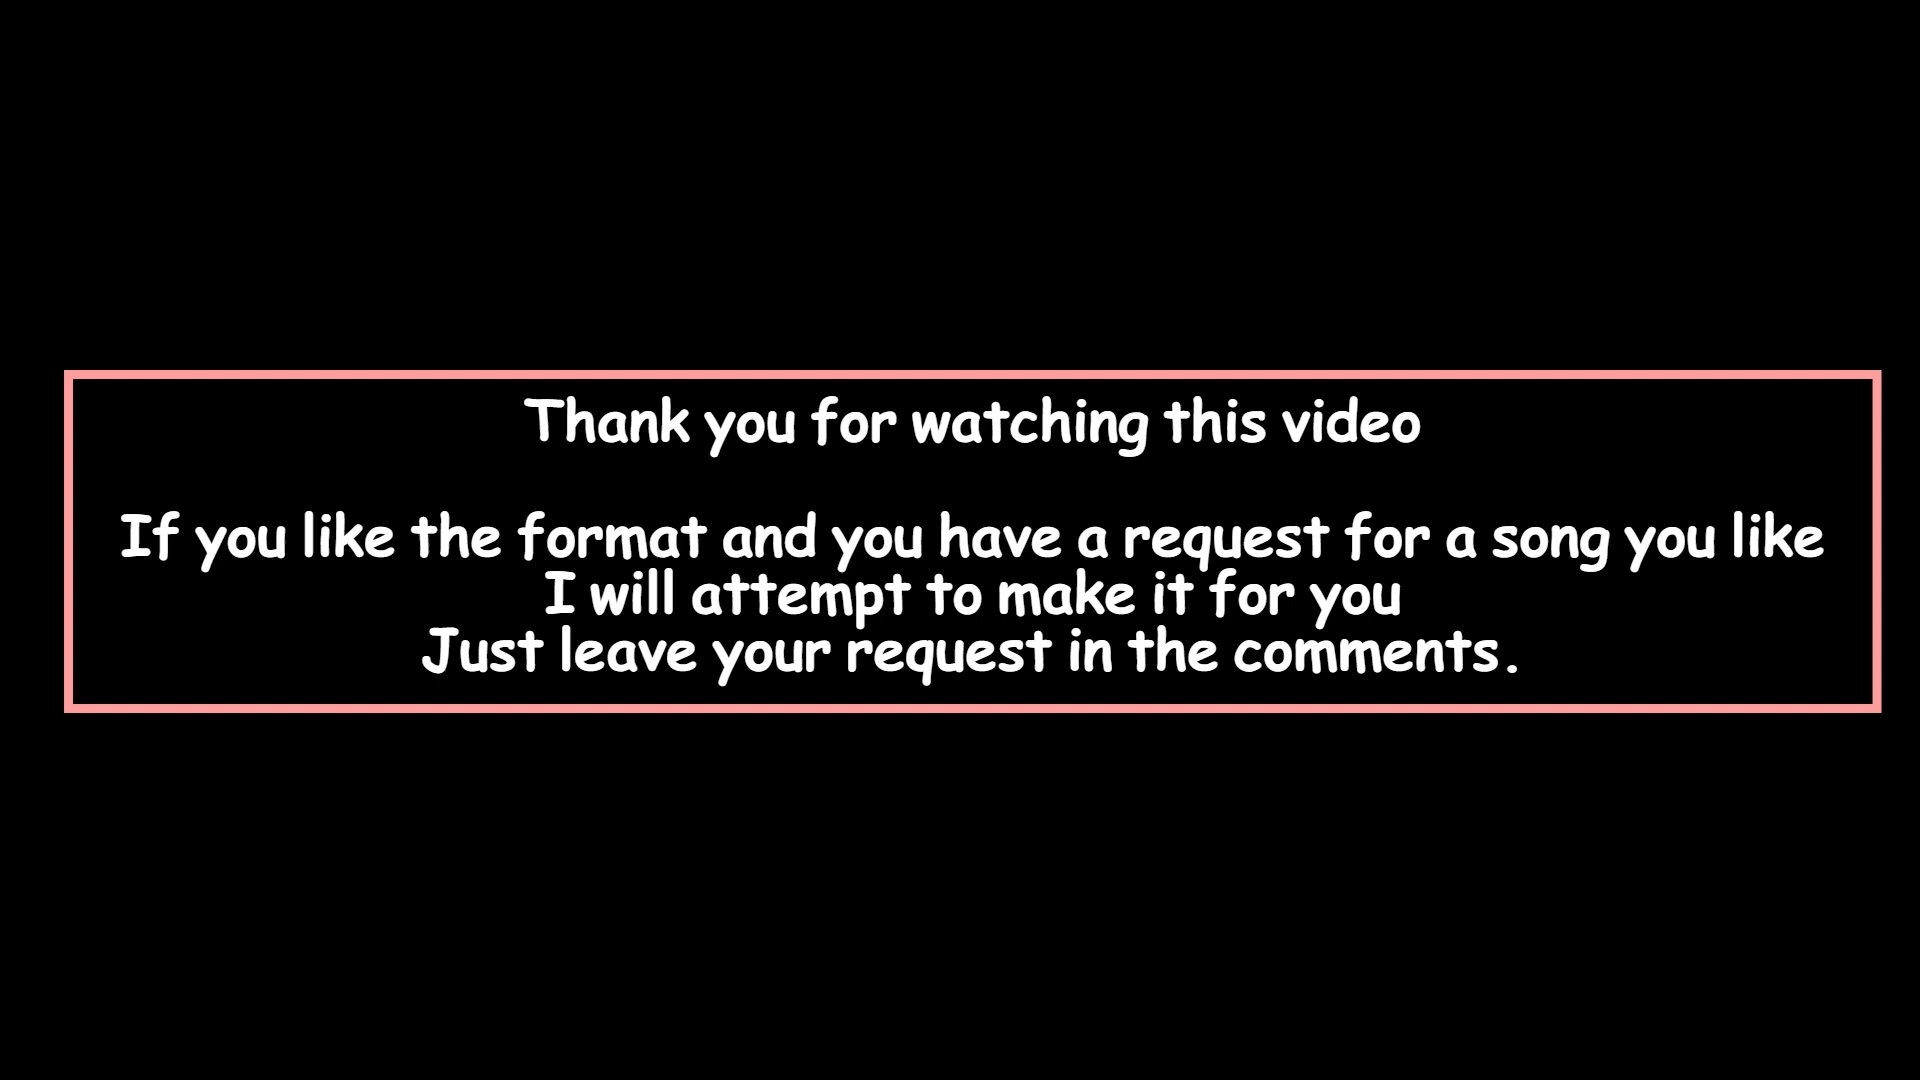 Thank you for watching this video
If you like the format and you have a request for a song you like
I will attempt to make it for you
Just leave your request in the comments.